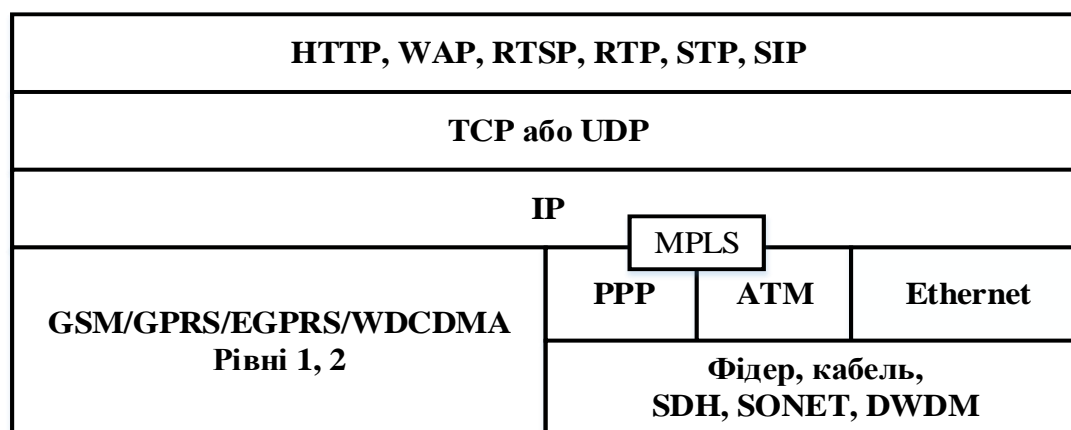 HTTP, WAP, RTSP, RTP, STP, SIP
TCP або UDP
IP
MPLS
PPP
ATM
Ethernet
GSM/GPRS/EGPRS/WDCDMA
Рівні 1, 2
Фідер, кабель,
SDH, SONET, DWDM